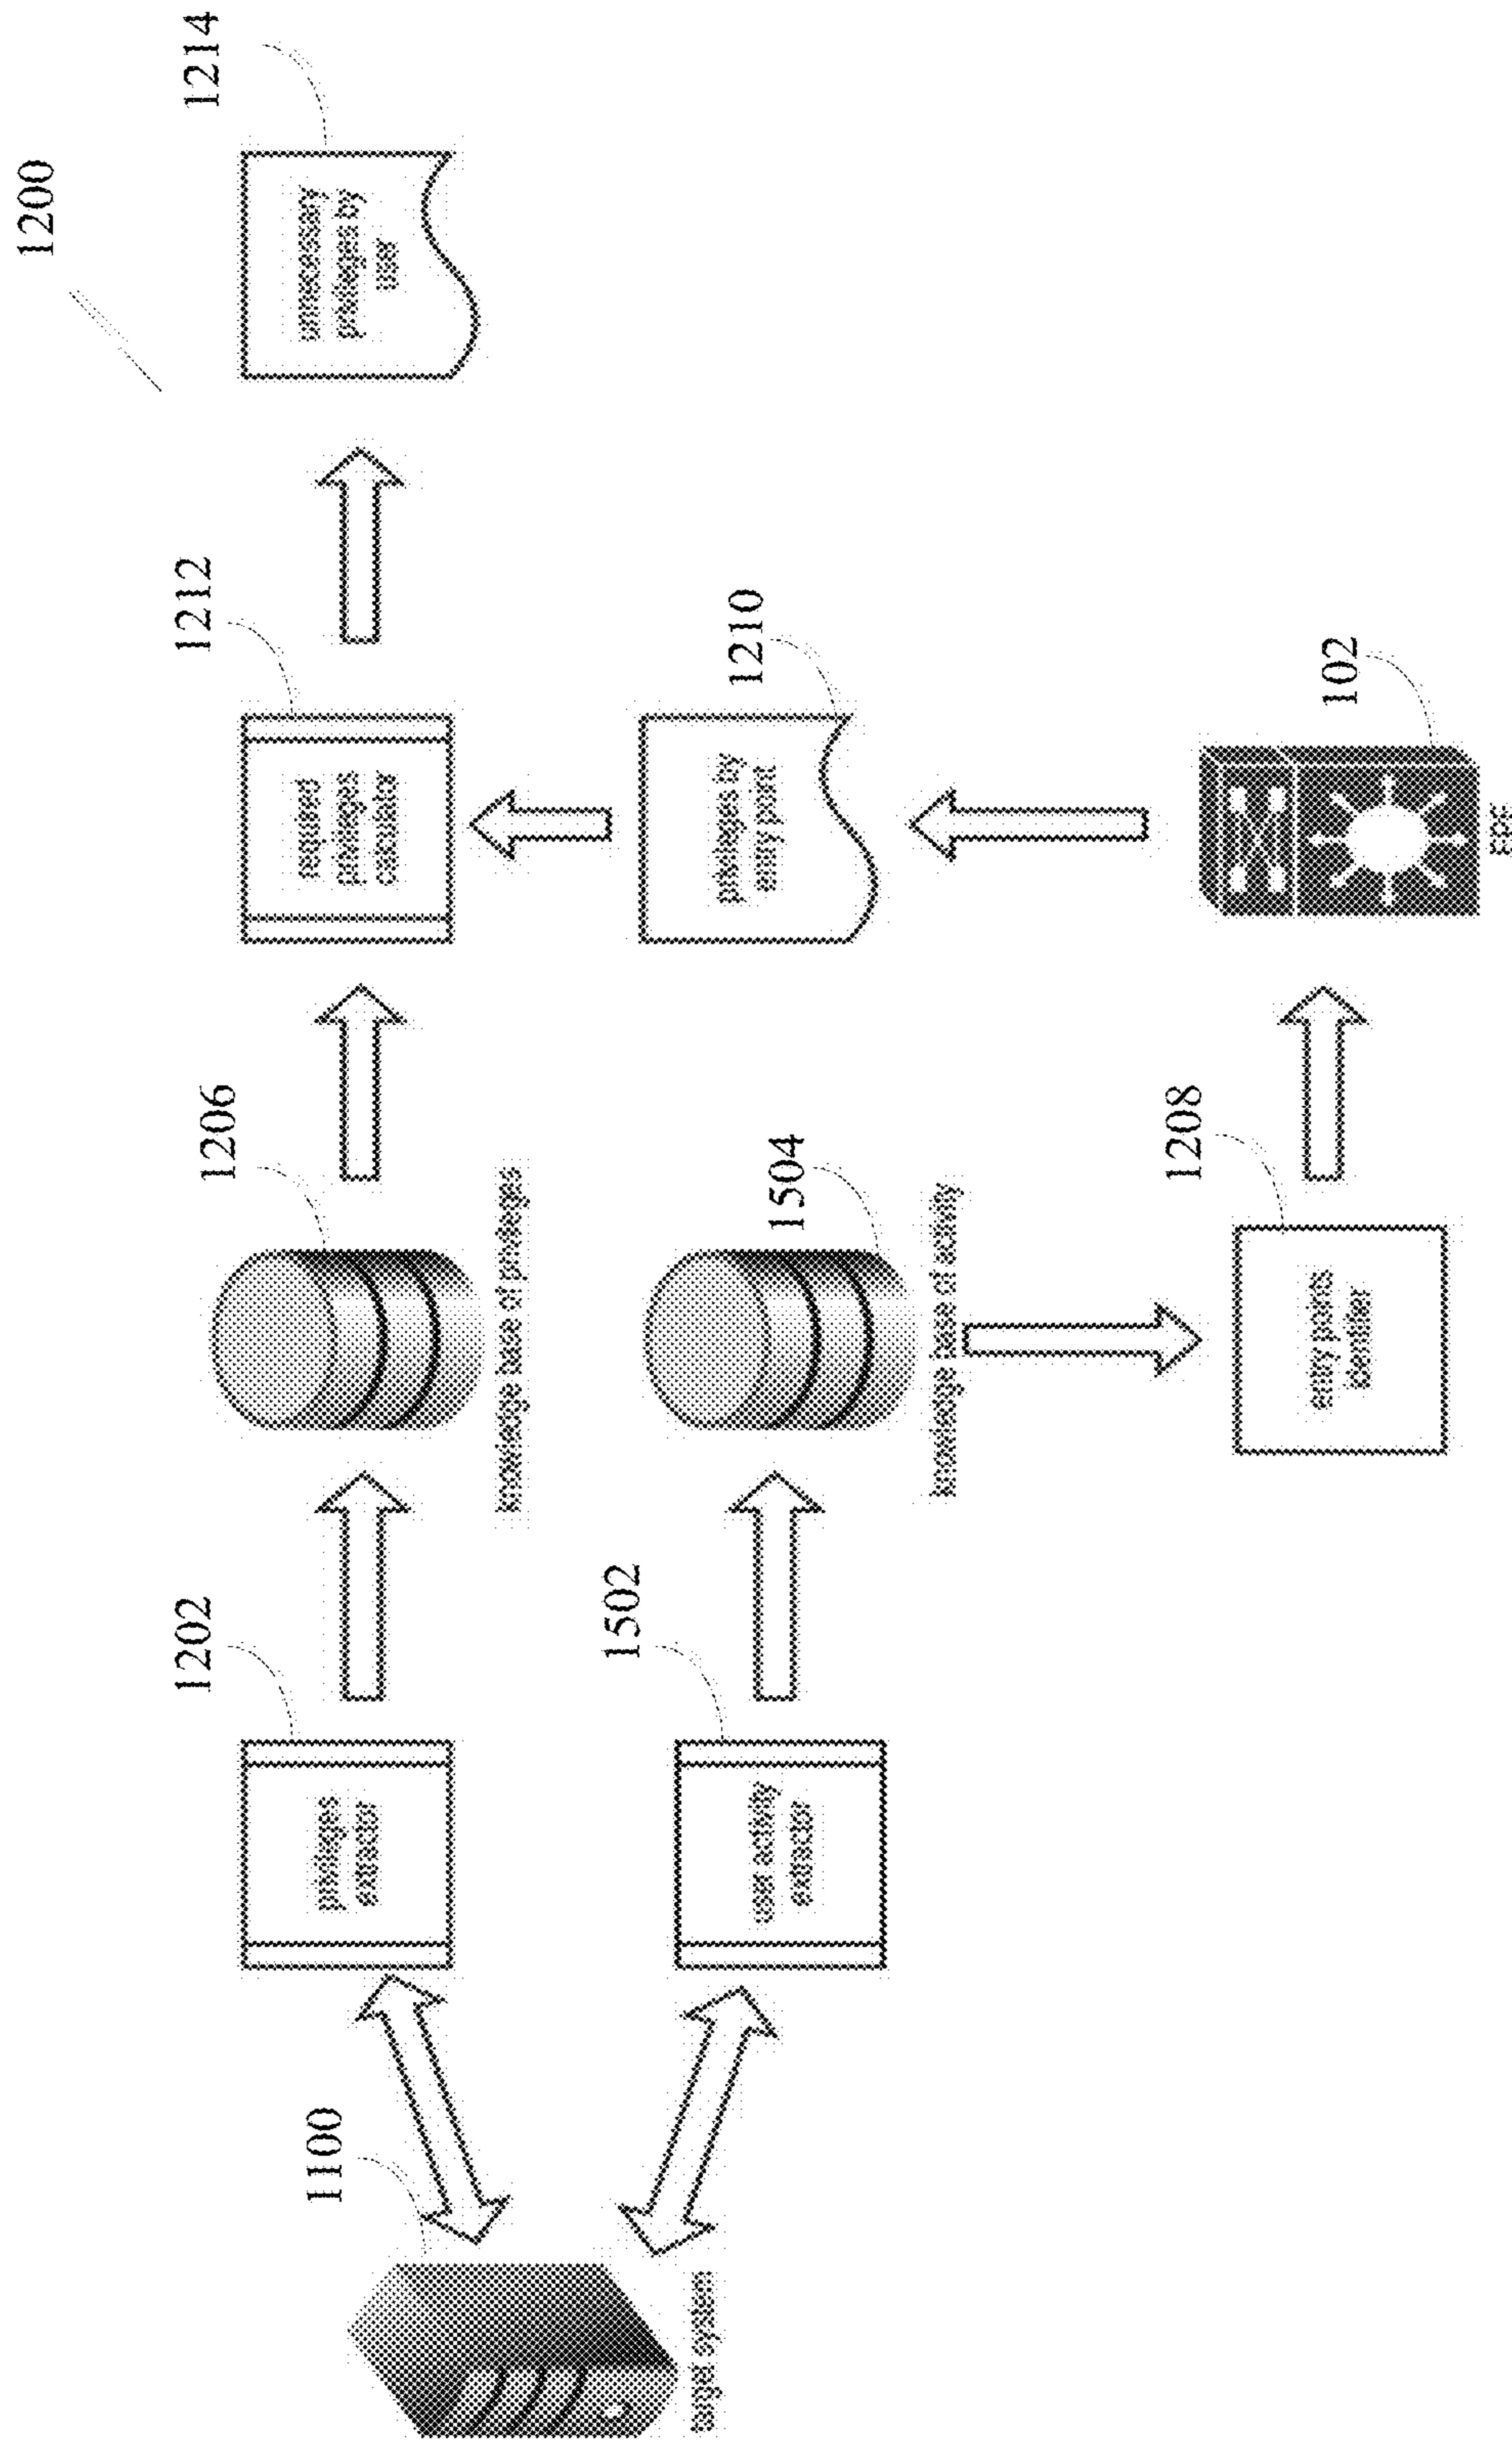 1200
1214
unnecessary
privileges by
user
1212
required
privileges
calculator
1210
privileges by
entry point
102
1206
knowledge base of privileges
1504
knowledge base of activity
1208
entry points
identifier
1202
privileges
extractor
1502
user activity
extractor
1100
target system